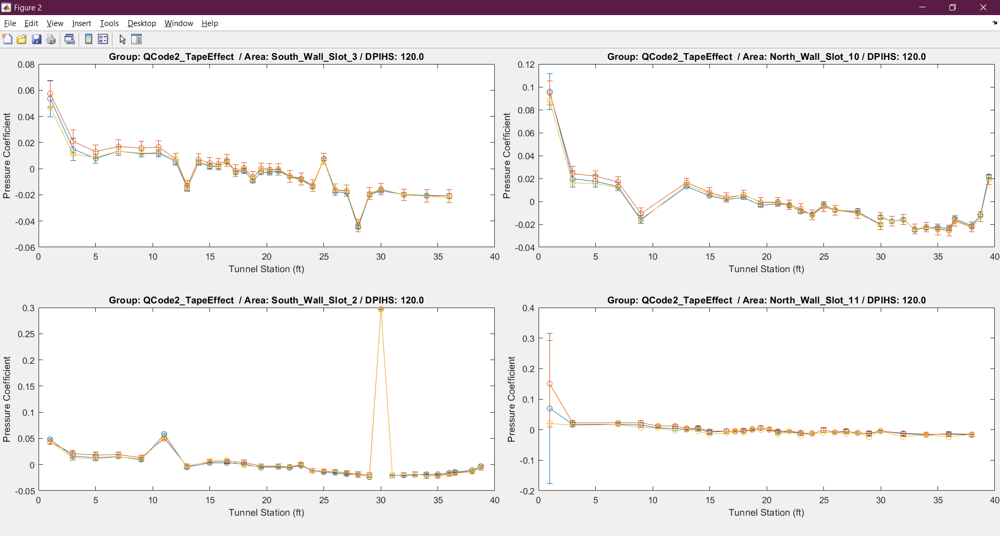 Figure 2
File Edit View Insert Tools Desktop Window Help
Group: QCode2_TapeEffect / Area: South_Wall_Slot_3 / DPIHS: 120.0
0.08
0.06
0.04
0.02
0
-0.02
-0.04
-0.06
Pressure Coefficient
0 5 10 15 20 25 30 35 40
Tunnel Station (ft)
Group: QCode2_TapeEffect / Area: North_Wall_Slot_10 / DPIHS: 120.0
0.12
0.1
0.08
0.06
0.04
0.02
0
-0.02
-0.04
Pressure Coefficient
0 5 10 15 20 25 30 35 40
Tunnel Station (ft)
Group: QCode2_TapeEffect / Area: South_Wall_Slot_2 / DPIHS: 120.0
0.3
0.25
0.2
0.15
0.1
0.05
0
-0.05
Pressure Coefficient
0 5 10 15 20 25 30 35 40
Tunnel Station (ft)
Group: QCode2_TapeEffect / Area: North_Wall_Slot_11 / DPIHS: 120.0
0.4
0.3
0.2
0.1
0
-0.1
-0.2
Pressure Coefficient
0 5 10 15 20 25 30 35 40
Tunnel Station (ft)